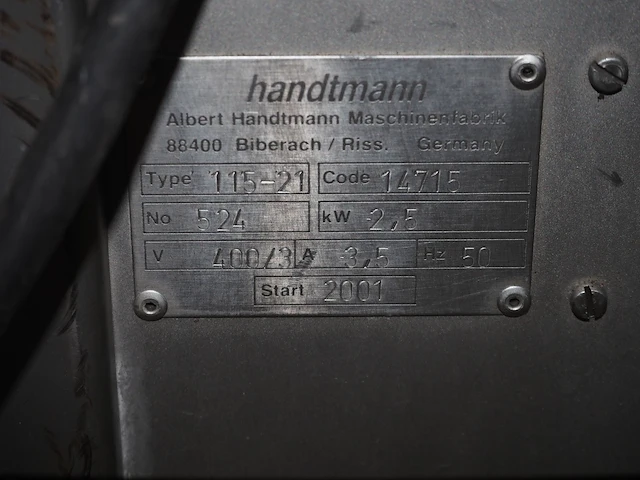 handtmann
Albert Handtmann Maschinenfabrik
88400 Biberach / Riss. Germany
Type 115-21 Code 14715
No 524 kW 2,5
V 400/3 A 3,5 Hz 50
Start 2001